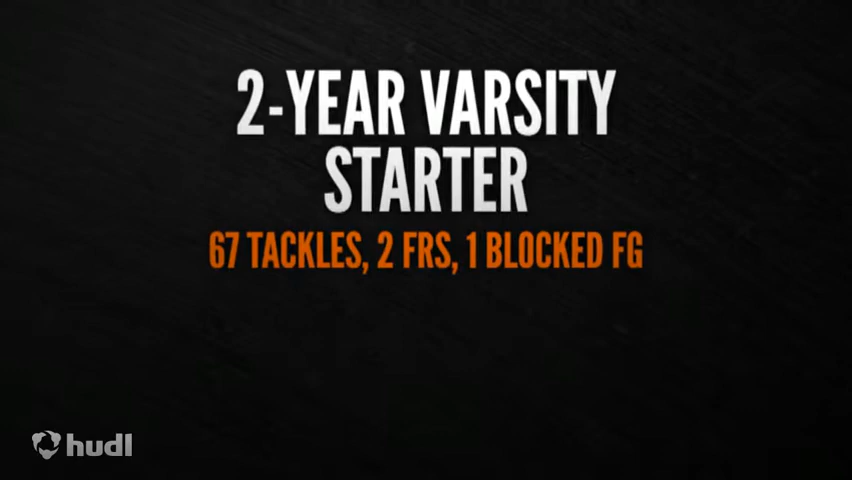 2-YEAR VARSITY
STARTER
67 TACKLES, 2 FRS, 1 BLOCKED FG
hudl